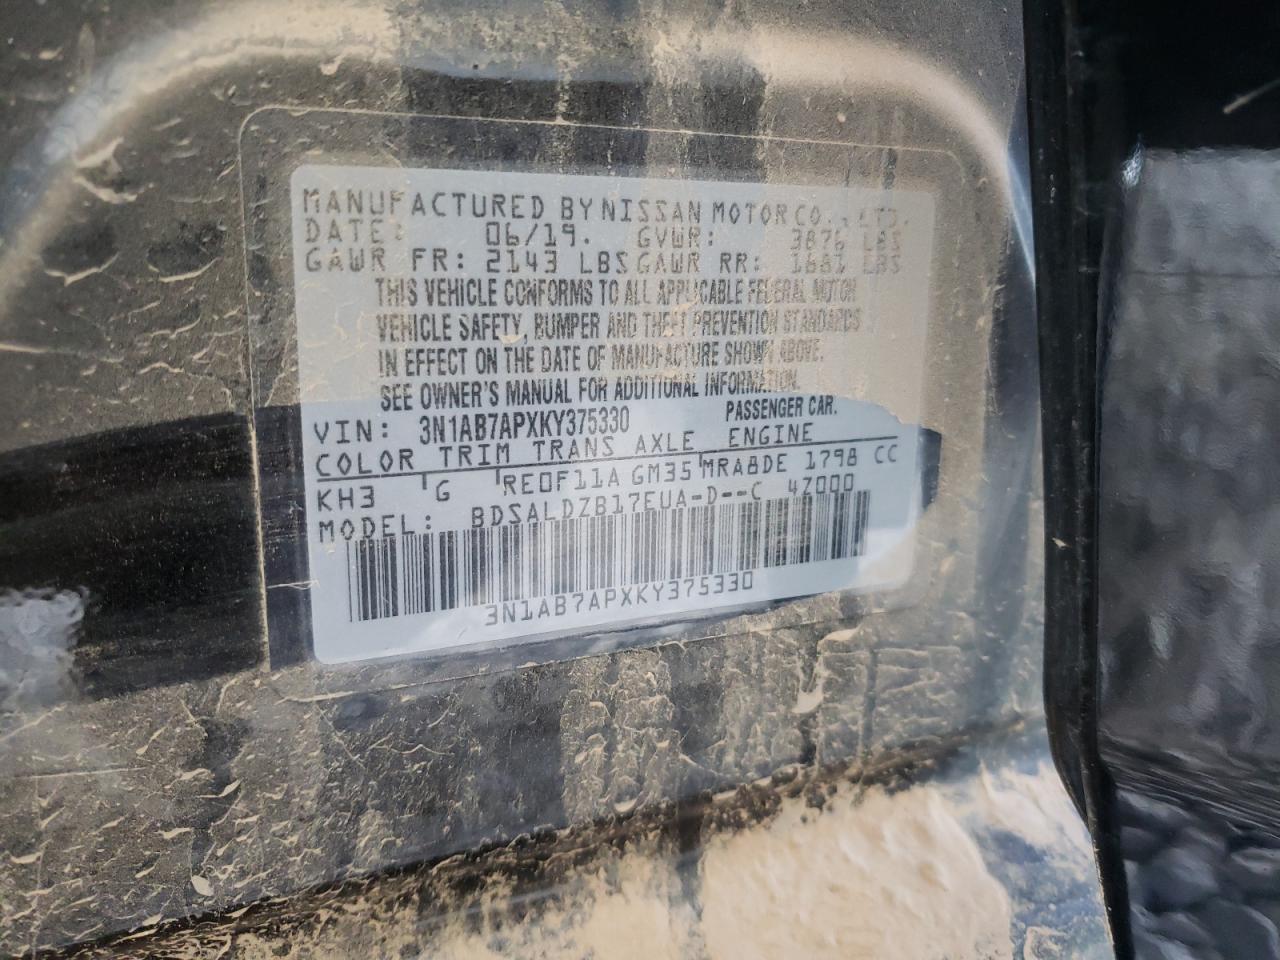 MANUFACTURED BY NISSAN MOTOR CO., LTD.
DATE: 06/19. GVWR: 3876 LBS
GAWR FR: 2143 LBS GAWR RR: 1681 LBS
THIS VEHICLE CONFORMS TO ALL APPLICABLE FEDERAL MOTOR
VEHICLE SAFETY, BUMPER AND THEFT PREVENTION STANDARDS
IN EFFECT ON THE DATE OF MANUFACTURE SHOWN ABOVE.
SEE OWNER'S MANUAL FOR ADDITIONAL INFORMATION.
VIN: 3N1AB7APXKY375330 PASSENGER CAR.
COLOR TRIM TRANS AXLE ENGINE
KH3 G RE0F11A GM35 MRA8DE 1798 CC
MODEL: BDSALDZB17EUA-D--C 4Z000
3N1AB7APXKY375330